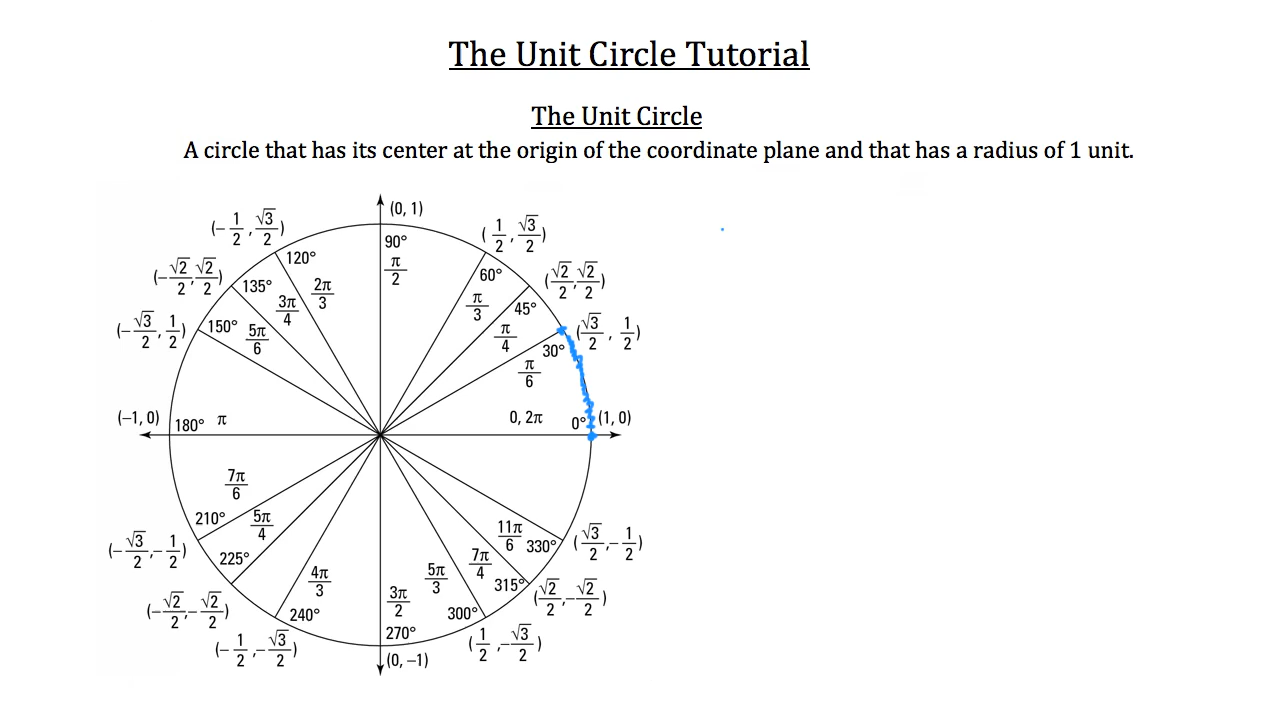 The Unit Circle Tutorial
The Unit Circle
A circle that has its center at the origin of the coordinate plane and that has a radius of 1 unit.
(0, 1)
(-1/2, √3/2)
(1/2, √3/2)
90°
π/2
120°
2π/3
60°
π/3
(-√2/2, √2/2)
(√2/2, √2/2)
135°
3π/4
45°
π/4
(-√3/2, 1/2)
(√3/2, 1/2)
150°
5π/6
30°
π/6
(–1, 0)
180° π
0, 2π
0°
(1, 0)
7π/6
210°
(-√3/2, -1/2)
11π/6
330°
(√3/2, -1/2)
5π/4
225°
(-√2/2, -√2/2)
7π/4
315°
(√2/2, -√2/2)
4π/3
240°
(-1/2, -√3/2)
5π/3
300°
(1/2, -√3/2)
3π/2
270°
(0, –1)